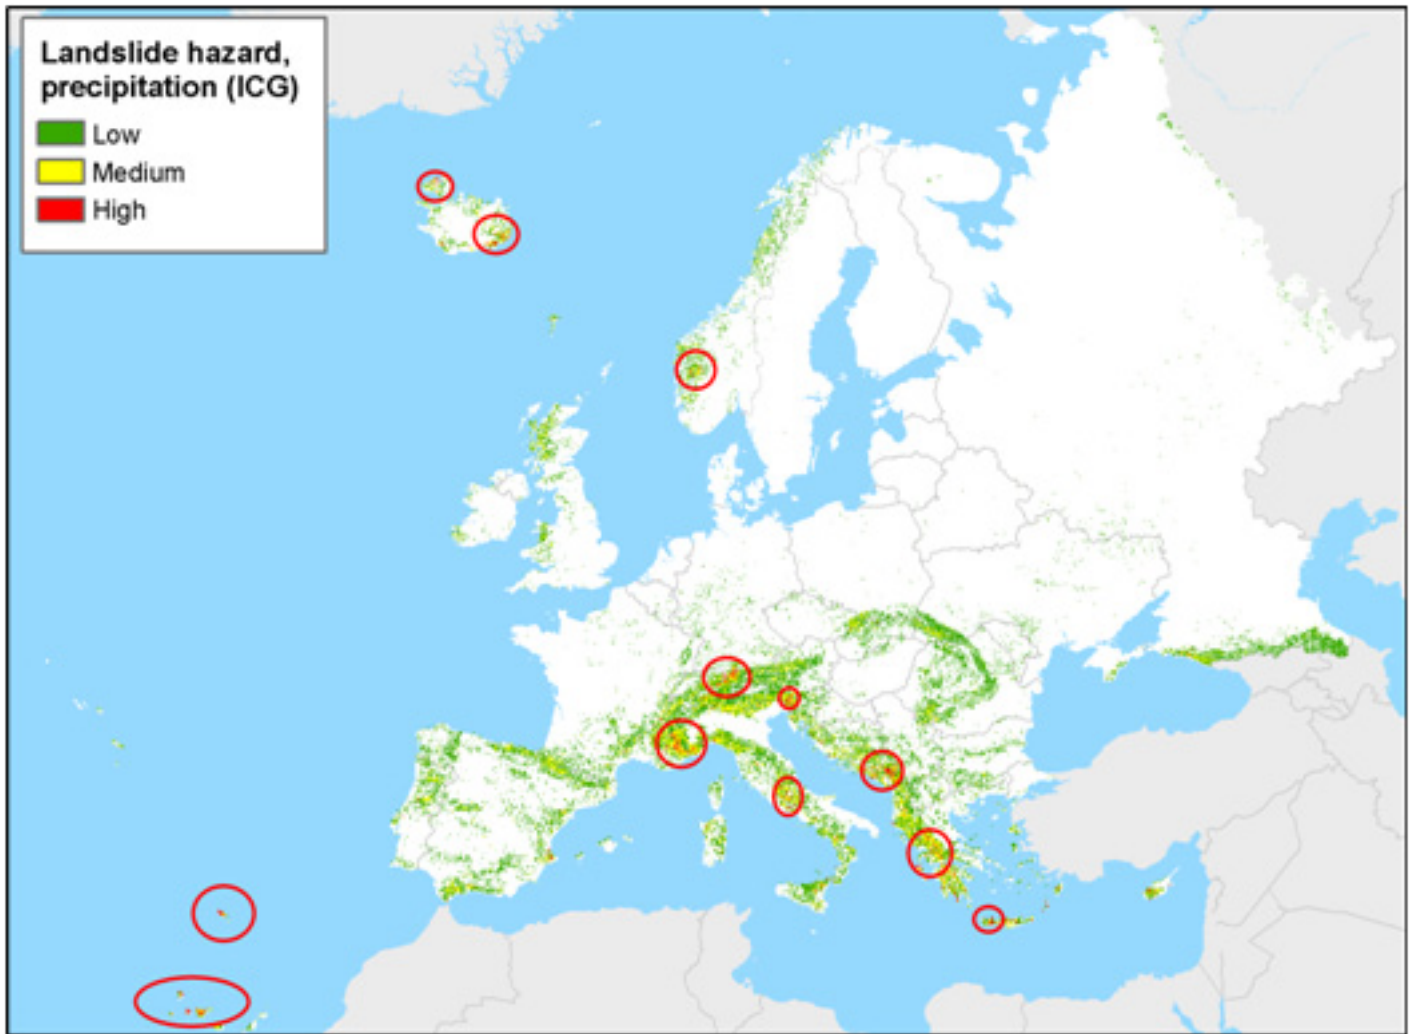 Landslide hazard,
precipitation (ICG)
Low
Medium
High